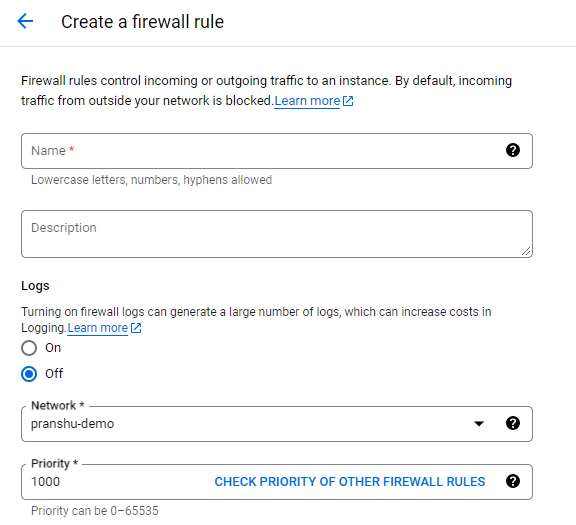 Create a firewall rule
Firewall rules control incoming or outgoing traffic to an instance. By default, incoming
traffic from outside your network is blocked.Learn more
Name *
Lowercase letters, numbers, hyphens allowed
Description
Logs
Turning on firewall logs can generate a large number of logs, which can increase costs in
Logging.Learn more
On
Off
Network *
pranshu-demo
Priority *
1000 CHECK PRIORITY OF OTHER FIREWALL RULES
Priority can be 0–65535